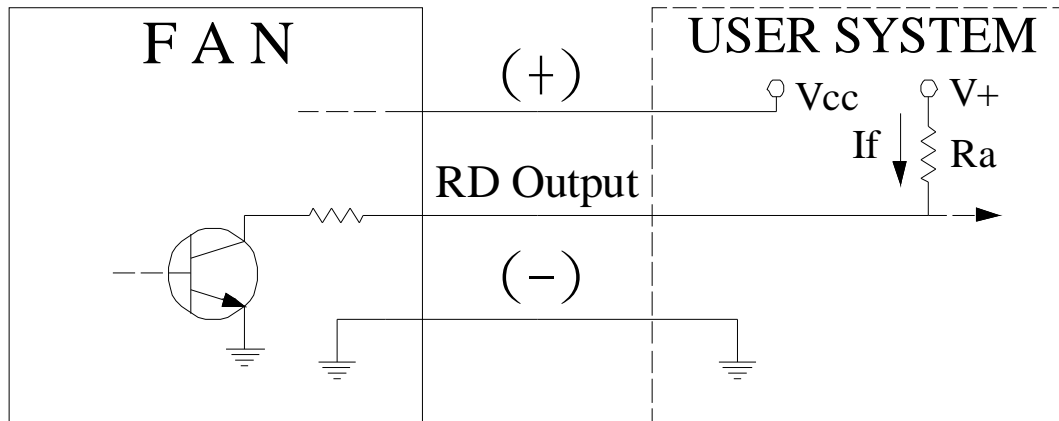 F A N
USER SYSTEM
(+)
Vcc
V+
If
Ra
RD Output
(-)